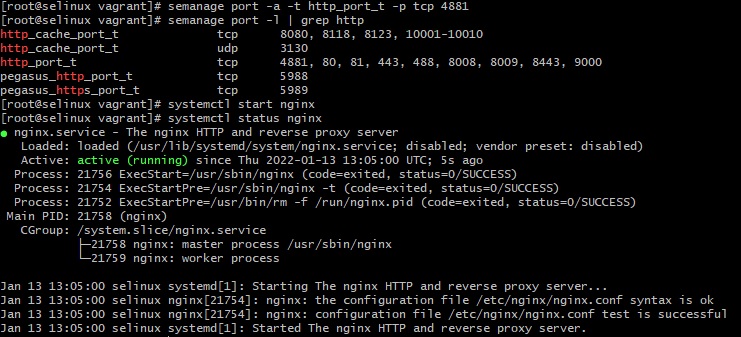 [root@selinux vagrant]# semanage port -a -t http_port_t -p tcp 4881
[root@selinux vagrant]# semanage port -l | grep http
http_cache_port_t              tcp      8080, 8118, 8123, 10001-10010
http_cache_port_t              udp      3130
http_port_t                    tcp      4881, 80, 81, 443, 488, 8008, 8009, 8443, 9000
pegasus_http_port_t            tcp      5988
pegasus_https_port_t           tcp      5989
[root@selinux vagrant]# systemctl start nginx
[root@selinux vagrant]# systemctl status nginx
● nginx.service - The nginx HTTP and reverse proxy server
   Loaded: loaded (/usr/lib/systemd/system/nginx.service; disabled; vendor preset: disabled)
   Active: active (running) since Thu 2022-01-13 13:05:00 UTC; 5s ago
  Process: 21756 ExecStart=/usr/sbin/nginx (code=exited, status=0/SUCCESS)
  Process: 21754 ExecStartPre=/usr/sbin/nginx -t (code=exited, status=0/SUCCESS)
  Process: 21752 ExecStartPre=/usr/bin/rm -f /run/nginx.pid (code=exited, status=0/SUCCESS)
 Main PID: 21758 (nginx)
   CGroup: /system.slice/nginx.service
           ├─21758 nginx: master process /usr/sbin/nginx
           └─21759 nginx: worker process
Jan 13 13:05:00 selinux systemd[1]: Starting The nginx HTTP and reverse proxy server...
Jan 13 13:05:00 selinux nginx[21754]: nginx: the configuration file /etc/nginx/nginx.conf syntax is ok
Jan 13 13:05:00 selinux nginx[21754]: nginx: configuration file /etc/nginx/nginx.conf test is successful
Jan 13 13:05:00 selinux systemd[1]: Started The nginx HTTP and reverse proxy server.